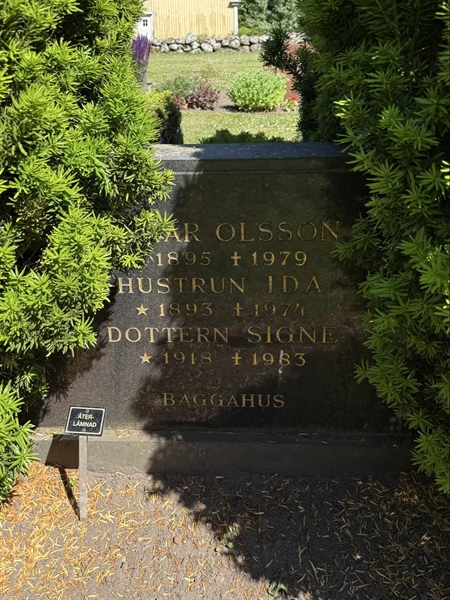 OLSSON
1895 ✝ 1979
HUSTRUN IDA
★ 1893 ✝ 1974
DOTTERN SIGNE
★ 1918 ✝ 1983
BAGGAHUS
ÅTER-
LÄMNAD